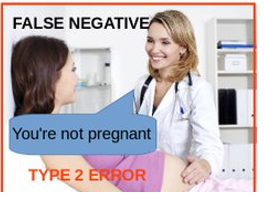 FALSE NEGATIVE
You're not pregnant
TYPE 2 ERROR